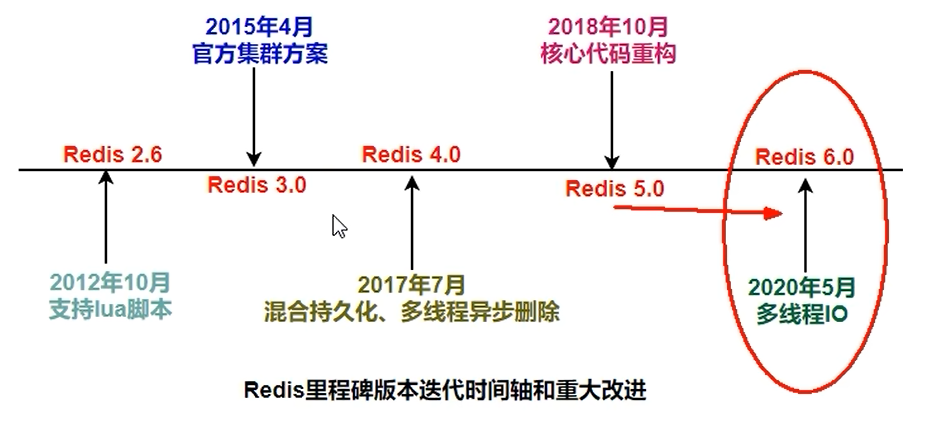 2015年4月
官方集群方案
2018年10月
核心代码重构
Redis 2.6
Redis 3.0
Redis 4.0
Redis 5.0
Redis 6.0
2012年10月
支持lua脚本
2017年7月
混合持久化、多线程异步删除
2020年5月
多线程IO
Redis里程碑版本迭代时间轴和重大改进